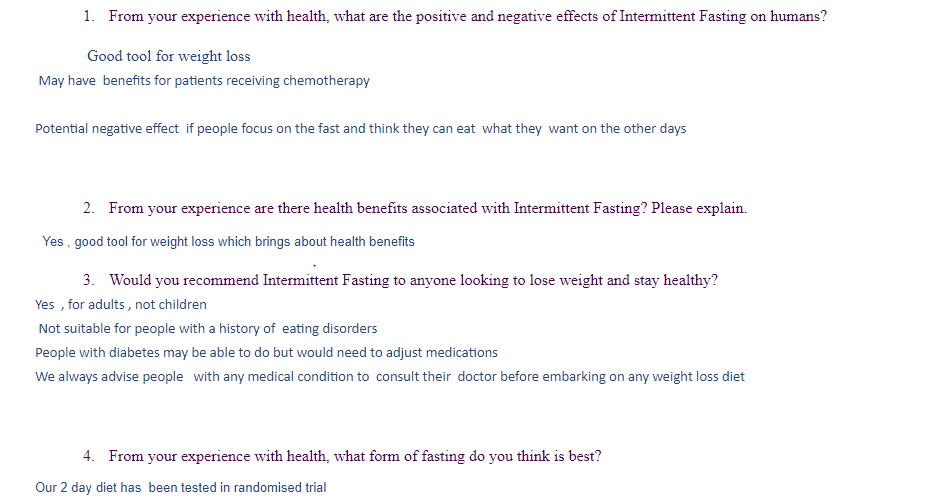 1. From your experience with health, what are the positive and negative effects of Intermittent Fasting on humans?
Good tool for weight loss
May have benefits for patients receiving chemotherapy
Potential negative effect if people focus on the fast and think they can eat what they want on the other days
2. From your experience are there health benefits associated with Intermittent Fasting? Please explain.
Yes , good tool for weight loss which brings about health benefits
.
3. Would you recommend Intermittent Fasting to anyone looking to lose weight and stay healthy?
Yes , for adults , not children
Not suitable for people with a history of eating disorders
People with diabetes may be able to do but would need to adjust medications
We always advise people with any medical condition to consult their doctor before embarking on any weight loss diet
4. From your experience with health, what form of fasting do you think is best?
Our 2 day diet has been tested in randomised trial